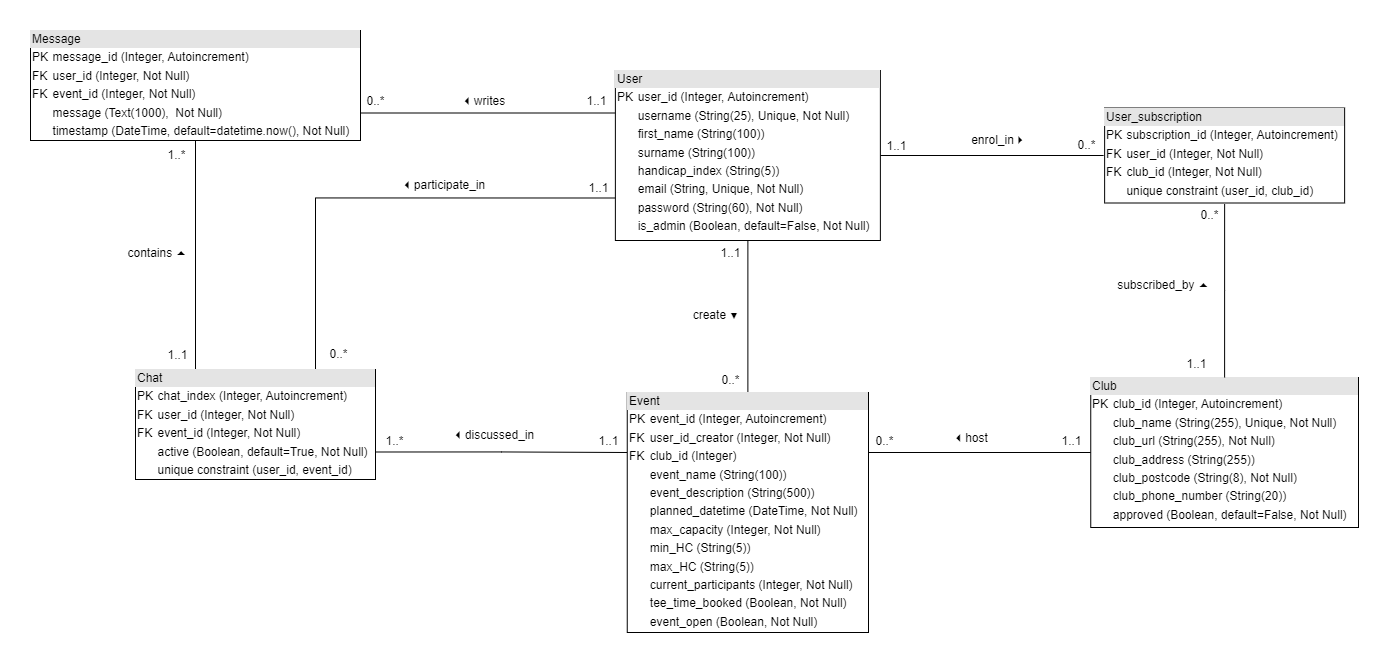 Message
PK message_id (Integer, Autoincrement)
FK user_id (Integer, Not Null)
FK event_id (Integer, Not Null)
message (Text(1000), Not Null)
timestamp (DateTime, default=datetime.now(), Not Null)
0..*
writes
1..1
User
PK user_id (Integer, Autoincrement)
username (String(25), Unique, Not Null)
first_name (String(100))
surname (String(100))
handicap_index (String(5))
email (String, Unique, Not Null)
password (String(60), Not Null)
is_admin (Boolean, default=False, Not Null)
1..1
enrol_in
0..*
User_subscription
PK subscription_id (Integer, Autoincrement)
FK user_id (Integer, Not Null)
FK club_id (Integer, Not Null)
unique constraint (user_id, club_id)
1..*
participate_in
1..1
contains
1..1
0..*
1..1
create
0..*
0..*
subscribed_by
1..1
Chat
PK chat_index (Integer, Autoincrement)
FK user_id (Integer, Not Null)
FK event_id (Integer, Not Null)
active (Boolean, default=True, Not Null)
unique constraint (user_id, event_id)
1..*
discussed_in
1..1
Event
PK event_id (Integer, Autoincrement)
FK user_id_creator (Integer, Not Null)
FK club_id (Integer)
event_name (String(100))
event_description (String(500))
planned_datetime (DateTime, Not Null)
max_capacity (Integer, Not Null)
min_HC (String(5))
max_HC (String(5))
current_participants (Integer, Not Null)
tee_time_booked (Boolean, Not Null)
event_open (Boolean, Not Null)
0..*
host
1..1
Club
PK club_id (Integer, Autoincrement)
club_name (String(255), Unique, Not Null)
club_url (String(255), Not Null)
club_address (String(255))
club_postcode (String(8), Not Null)
club_phone_number (String(20))
approved (Boolean, default=False, Not Null)